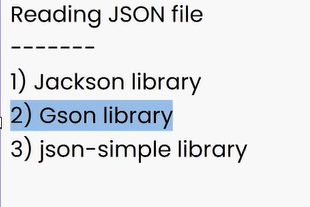 Reading JSON file
-------
1) Jackson library
2) Gson library
3) json-simple library